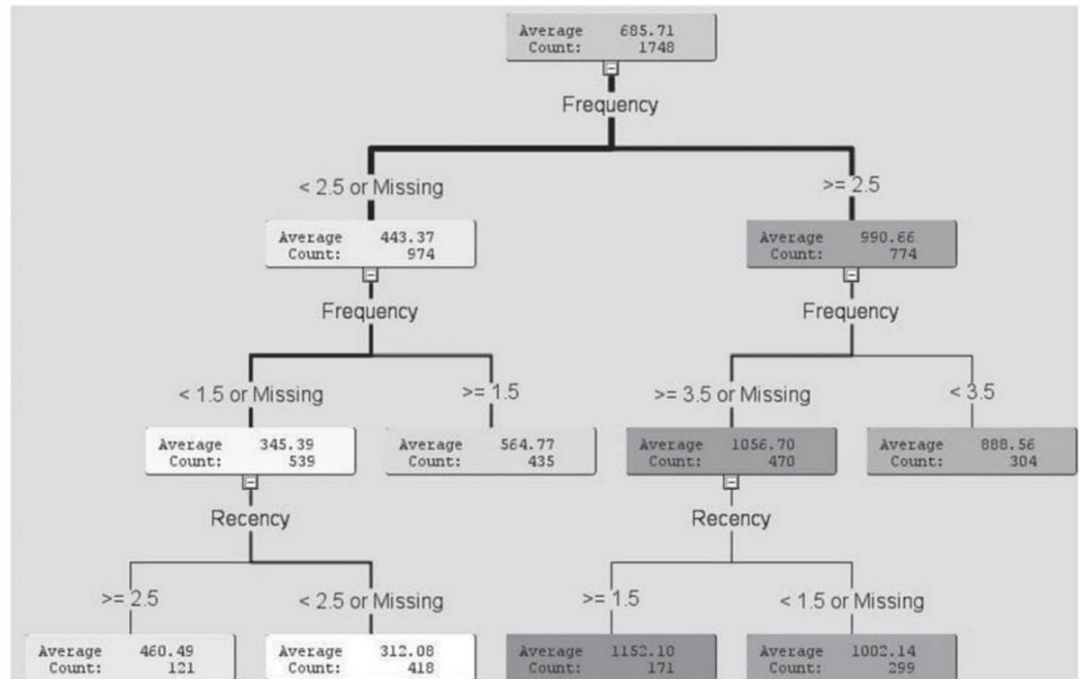 Average 685.71
Count: 1748
Frequency
< 2.5 or Missing >= 2.5
Average 443.37 Average 990.66
Count: 974 Count: 774
Frequency Frequency
< 1.5 or Missing >= 1.5 >= 3.5 or Missing < 3.5
Average 345.39 Average 564.77 Average 1056.70 Average 888.56
Count: 539 Count: 435 Count: 470 Count: 304
Recency Recency
>= 2.5 < 2.5 or Missing >= 1.5 < 1.5 or Missing
Average 460.49 Average 312.08 Average 1152.10 Average 1002.14
Count: 121 Count: 418 Count: 171 Count: 299